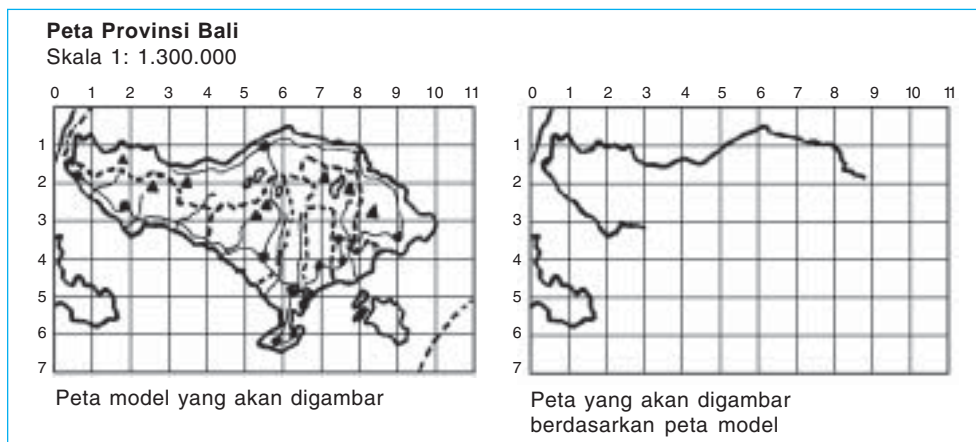 Peta Provinsi Bali
Skala 1: 1.300.000
0 1 2 3 4 5 6 7 8 9 10 11
0 1 2 3 4 5 6 7 8 9 10 11
1
2
3
4
5
6
7
1
2
3
4
5
6
7
Peta model yang akan digambar
Peta yang akan digambar
berdasarkan peta model